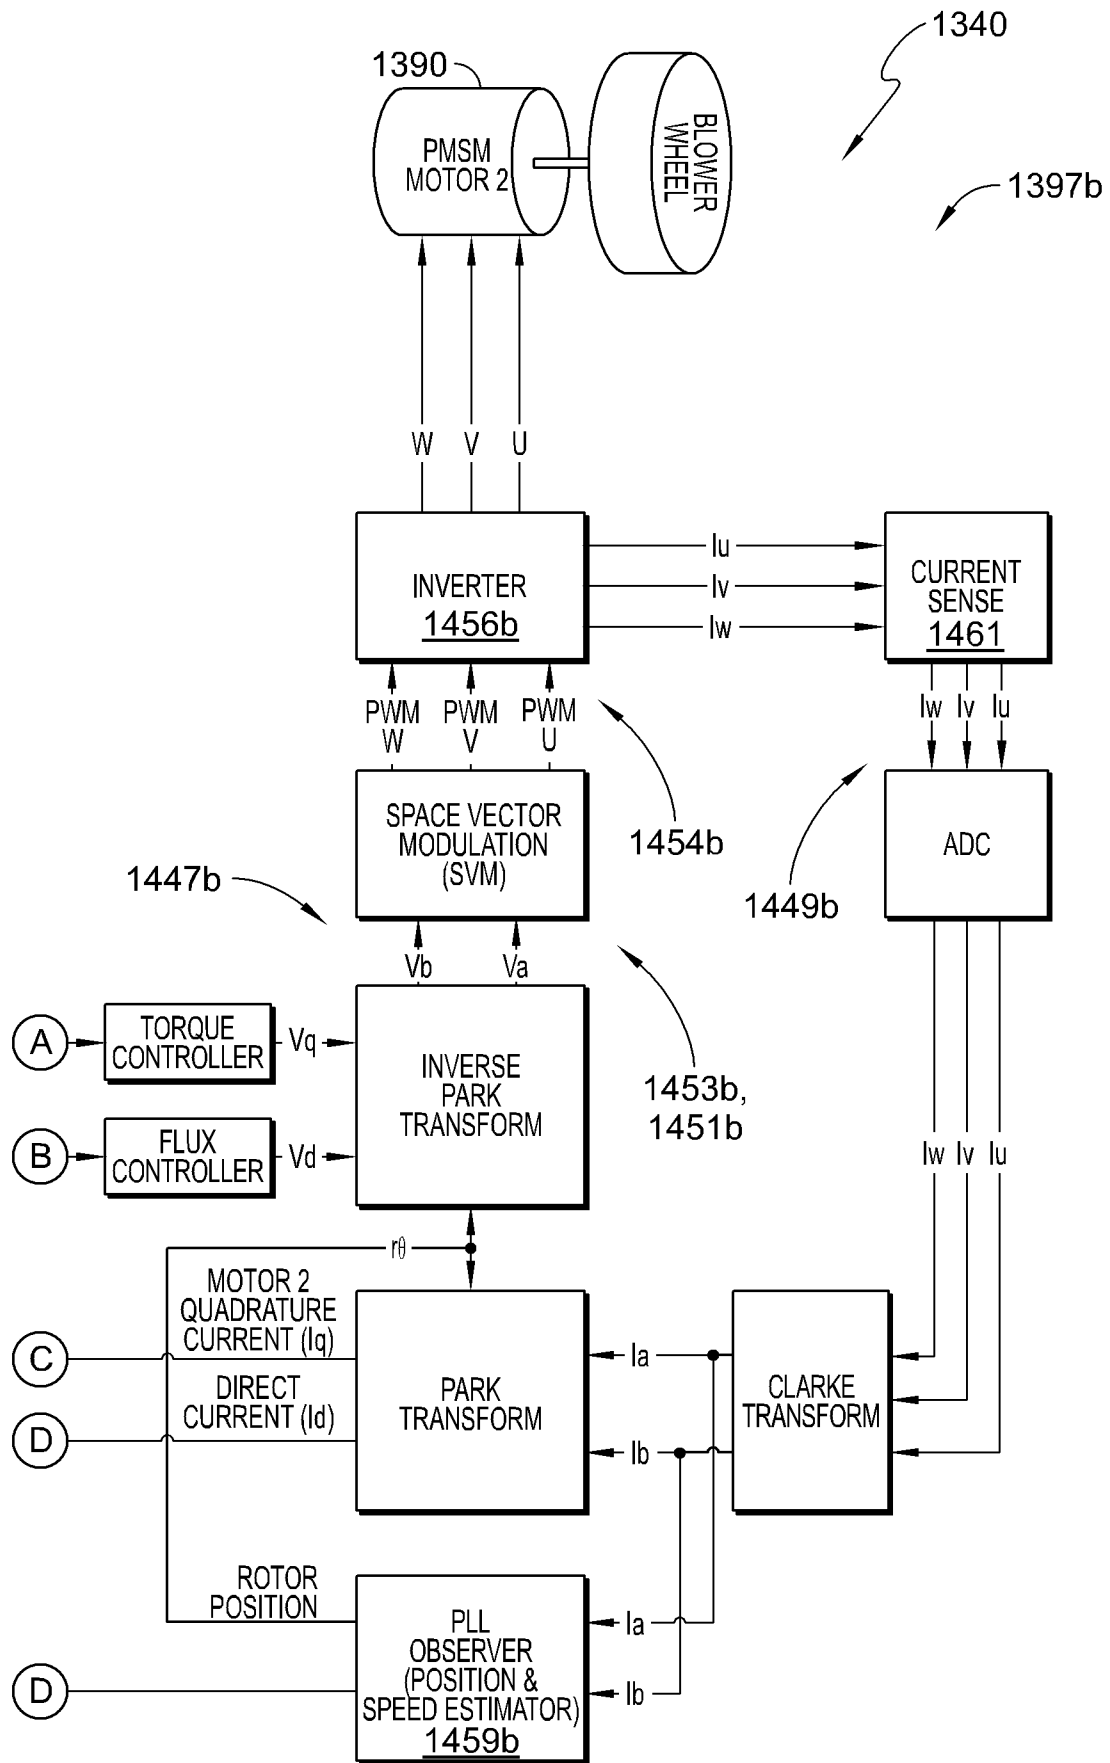 1340
1390
PMSM
MOTOR 2
BLOWER
WHEEL
1397b
W V U
INVERTER
1456b
Iu
Iv
Iw
CURRENT
SENSE
1461
PWM
W
PWM
V
PWM
U
Iw Iv Iu
SPACE VECTOR
MODULATION
(SVM)
1454b
ADC
1447b
1449b
Vb Va
A
TORQUE
CONTROLLER
Vq
INVERSE
PARK
TRANSFORM
1453b,
1451b
B
FLUX
CONTROLLER
Vd
Iw Iv Iu
rθ
MOTOR 2
QUADRATURE
CURRENT (Iq)
C
DIRECT
CURRENT (Id)
D
PARK
TRANSFORM
Ia
Ib
CLARKE
TRANSFORM
ROTOR
POSITION
PLL
OBSERVER
(POSITION &
SPEED ESTIMATOR)
1459b
Ia
Ib
D